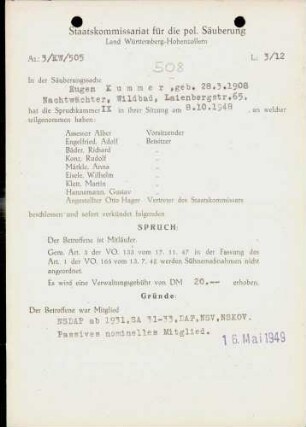 Staatskommissariat für die pol. Säuberung
Land Württemberg-Hohenzollern
Az.: 3/KW/505
L: 3/12
508
In der Säuberungssache
Eugen Kummer, geb. 28.3.1908
Nachtwächter, Wildbad, Laienbergstr.65.
hat die Spruchkammer IX in ihrer Sitzung am 8.10.1948 , an welcher
teilgenommen haben:
Assessor Alber Vorsitzender
Engelfried, Adolf Beisitzer
Bäder, Richard "
Konz, Rudolf "
Märkle, Anna "
Eisele, Wilhelm "
Klett, Martin "
Hanunmann, Gustav "
Angestellter Otto Hager Vertreter des Staatskommissars
beschlossen und sofort verkündet folgenden
SPRUCH:
Der Betroffene ist Mitläufer.
Gem. Art. 3 der VO. 133 vom 17. 11. 47 in der Fassung des
Art. 1 der VO. 165 vom 13. 7. 48 werden Sühnemaßnahmen nicht
angeordnet.
Es wird eine Verwaltungsgebühr von DM 20.-- erhoben.
Gründe:
Der Betroffene war Mitglied
NSDAP ab 1931, SA 31-33, DAF, NSV, NSKOV.
Passives nominelles Mitglied.
16. Mai 1949